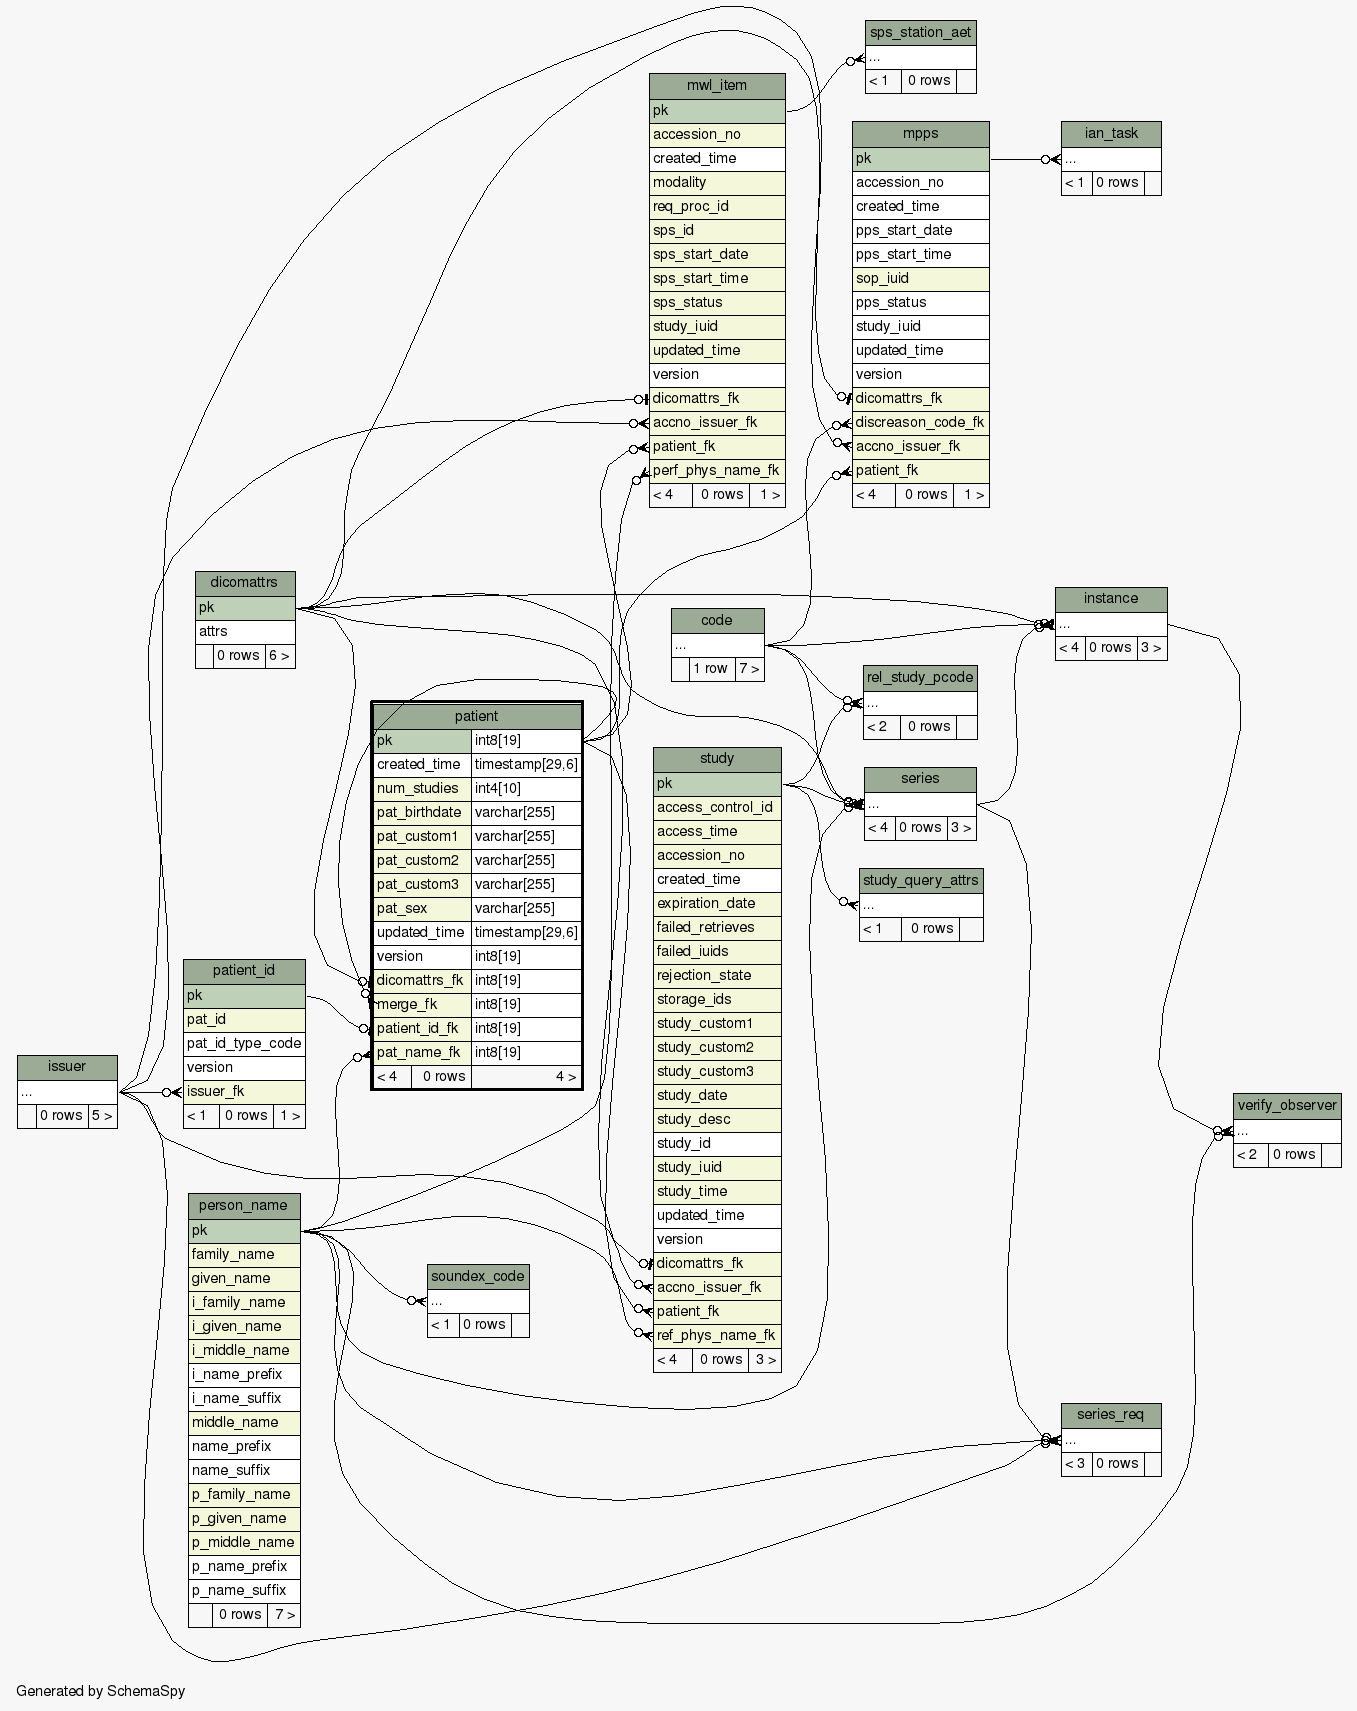 sps_station_aet
...
< 1 0 rows
mwl_item
pk
accession_no
created_time
modality
req_proc_id
sps_id
sps_start_date
sps_start_time
sps_status
study_iuid
updated_time
version
dicomattrs_fk
accno_issuer_fk
patient_fk
perf_phys_name_fk
< 4 0 rows 1 >
mpps
pk
accession_no
created_time
pps_start_date
pps_start_time
sop_iuid
pps_status
study_iuid
updated_time
version
dicomattrs_fk
discreason_code_fk
accno_issuer_fk
patient_fk
< 4 0 rows 1 >
ian_task
...
< 1 0 rows
dicomattrs
pk
attrs
0 rows 6 >
code
...
1 row 7 >
instance
...
< 4 0 rows 3 >
rel_study_pcode
...
< 2 0 rows
patient
pk int8[19]
created_time timestamp[29,6]
num_studies int4[10]
pat_birthdate varchar[255]
pat_custom1 varchar[255]
pat_custom2 varchar[255]
pat_custom3 varchar[255]
pat_sex varchar[255]
updated_time timestamp[29,6]
version int8[19]
dicomattrs_fk int8[19]
merge_fk int8[19]
patient_id_fk int8[19]
pat_name_fk int8[19]
< 4 0 rows 4 >
study
pk
access_control_id
access_time
accession_no
created_time
expiration_date
failed_retrieves
failed_iuids
rejection_state
storage_ids
study_custom1
study_custom2
study_custom3
study_date
study_desc
study_id
study_iuid
study_time
updated_time
version
dicomattrs_fk
accno_issuer_fk
patient_fk
ref_phys_name_fk
< 4 0 rows 3 >
series
...
< 4 0 rows 3 >
study_query_attrs
...
< 1 0 rows
patient_id
pk
pat_id
pat_id_type_code
version
issuer_fk
< 1 0 rows 1 >
issuer
...
0 rows 5 >
verify_observer
...
< 2 0 rows
person_name
pk
family_name
given_name
i_family_name
i_given_name
i_middle_name
i_name_prefix
i_name_suffix
middle_name
name_prefix
name_suffix
p_family_name
p_given_name
p_middle_name
p_name_prefix
p_name_suffix
0 rows 7 >
soundex_code
...
< 1 0 rows
series_req
...
< 3 0 rows
Generated by SchemaSpy